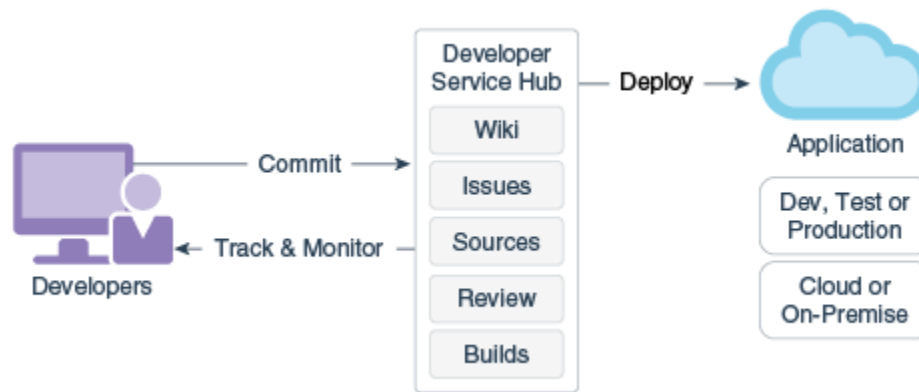 Developer
Service Hub
Wiki
Issues
Sources
Review
Builds
Commit
Track & Monitor
Developers
Deploy
Application
Dev, Test or
Production
Cloud or
On-Premise